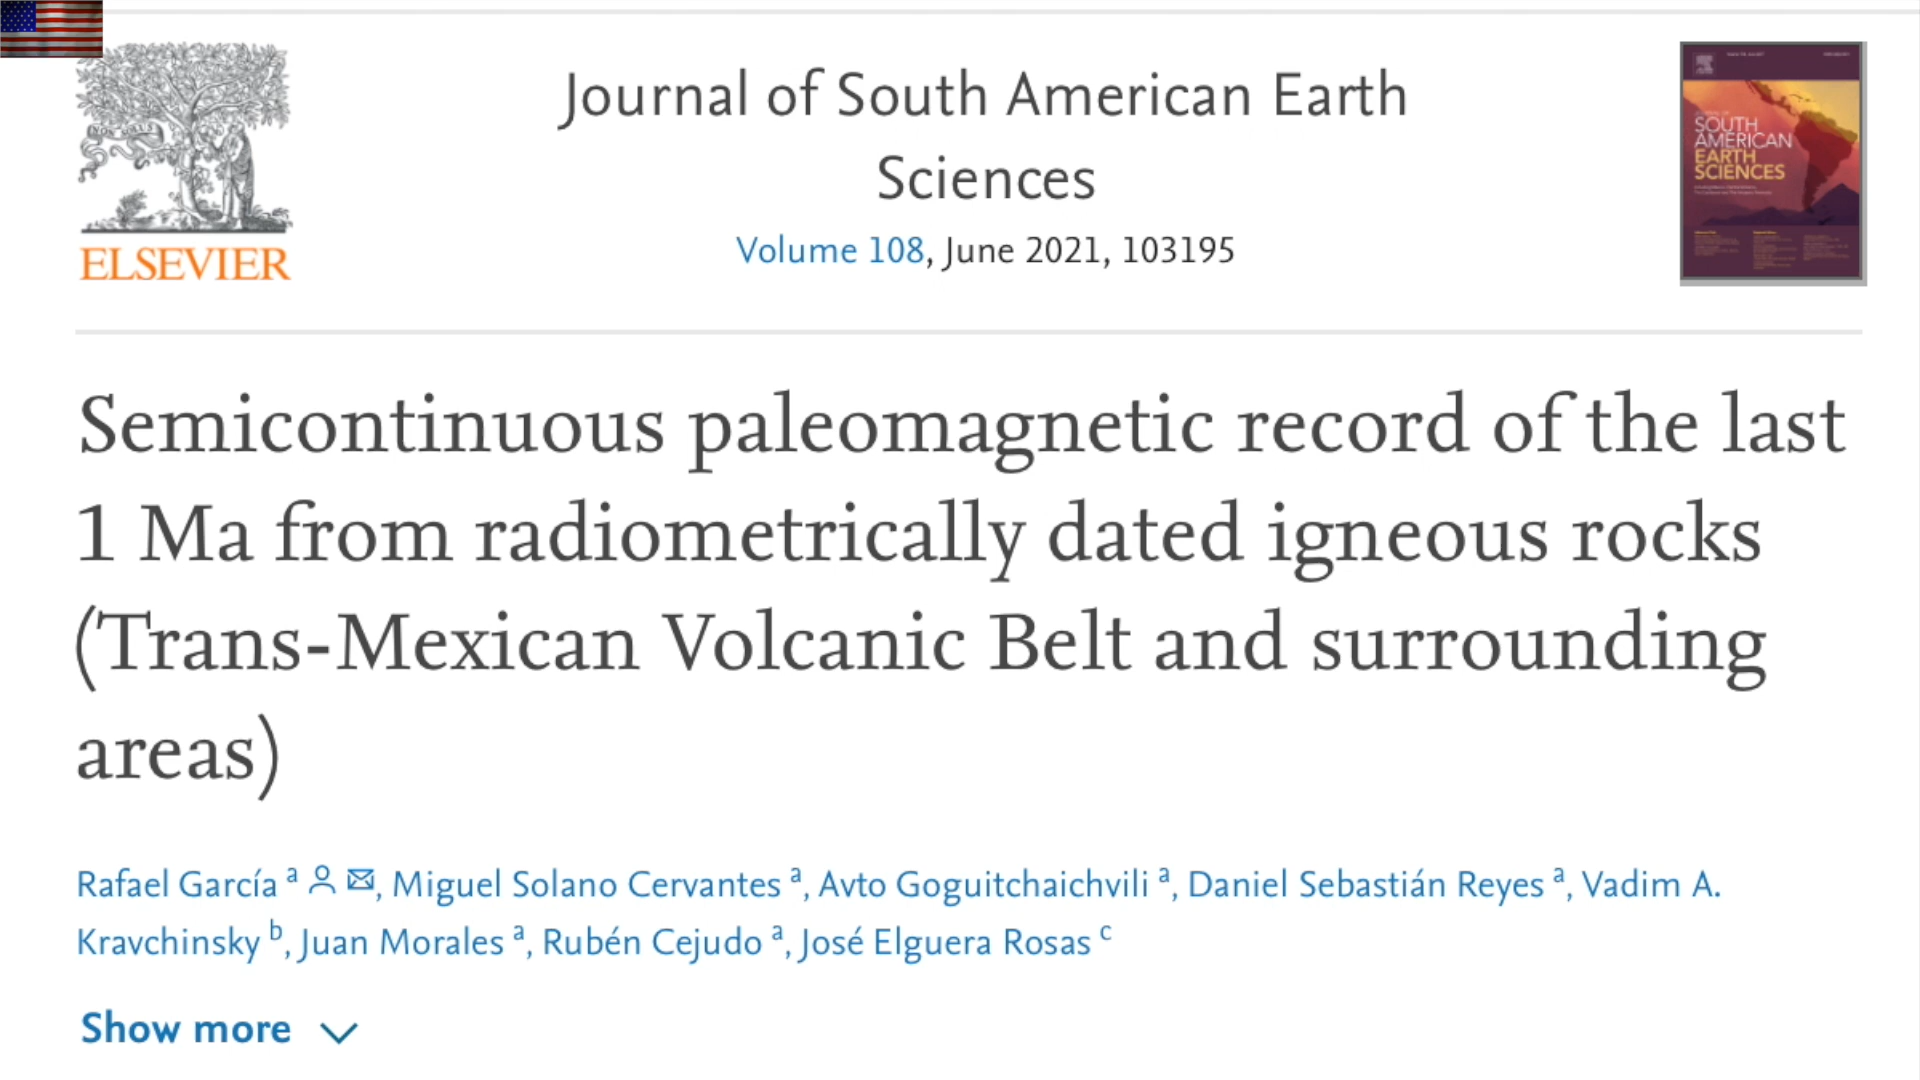 Journal of South American Earth
Sciences
Volume 108, June 2021, 103195
NON SOLUS
ELSEVIER
SOUTH
AMERICAN
EARTH
SCIENCES
Semicontinuous paleomagnetic record of the last
1 Ma from radiometrically dated igneous rocks
(Trans-Mexican Volcanic Belt and surrounding
areas)
Rafael García a, Miguel Solano Cervantes a, Avto Goguitchaichvili a, Daniel Sebastián Reyes a, Vadim A.
Kravchinsky b, Juan Morales a, Rubén Cejudo a, José Elguera Rosas c
Show more